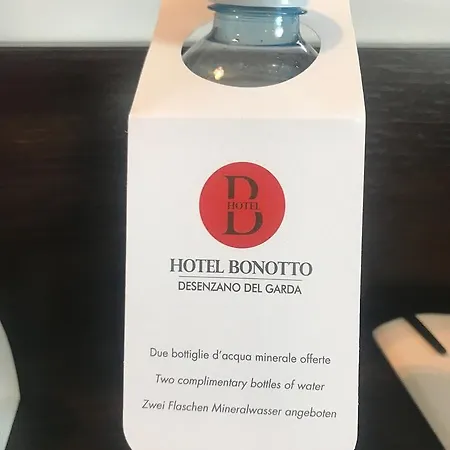 B
HOTEL
HOTEL BONOTTO
DESENZANO DEL GARDA
Due bottiglie d'acqua minerale offerte
Two complimentary bottles of water
Zwei Flaschen Mineralwasser angeboten